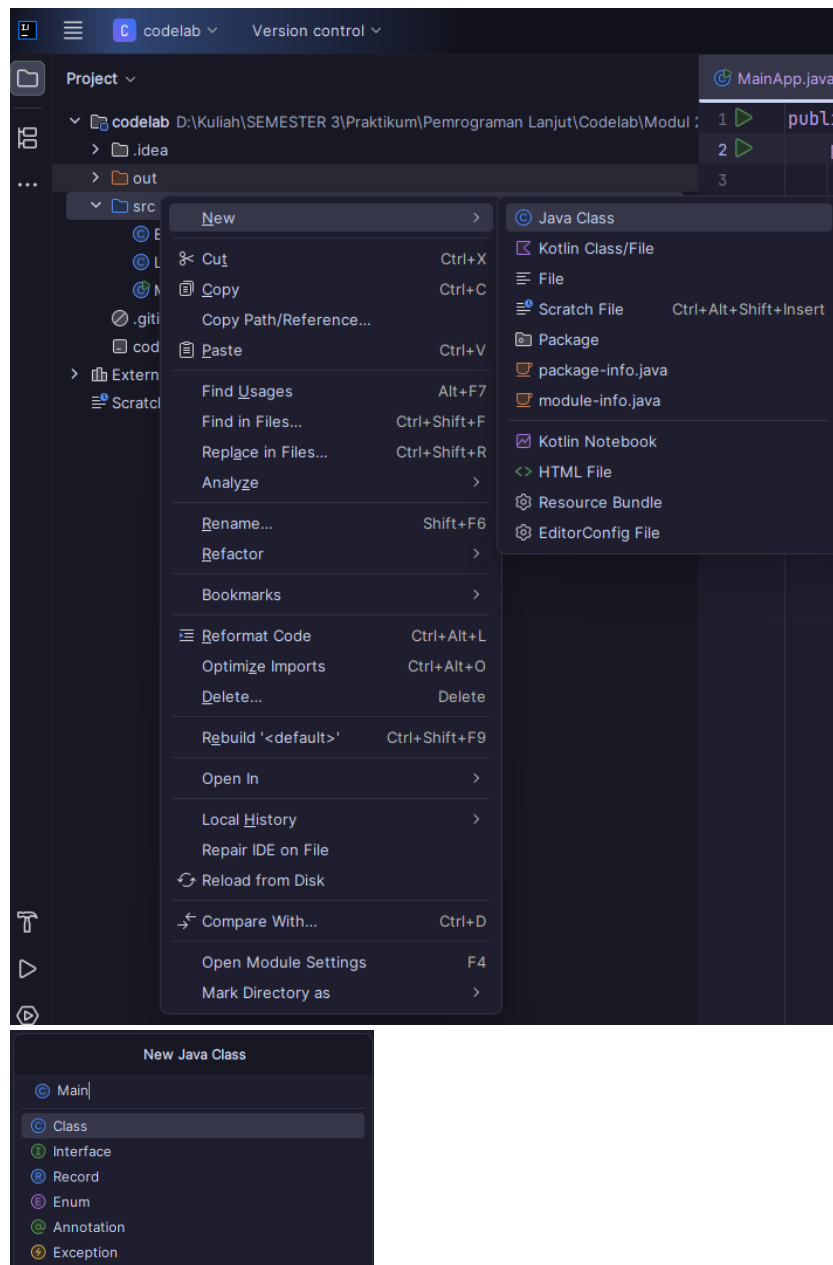 codelab Version control
Project
MainApp.java
codelab D:\Kuliah\SEMESTER 3\Praktikum\Pemrograman Lanjut\Codelab\Modul
.idea
out
src
.giti
cod
Extern
Scratcl
1 publi
2
3
New
Cut Ctrl+X
Copy Ctrl+C
Copy Path/Reference...
Paste Ctrl+V
Find Usages Alt+F7
Find in Files... Ctrl+Shift+F
Replace in Files... Ctrl+Shift+R
Analyze
Rename... Shift+F6
Refactor
Bookmarks
Reformat Code Ctrl+Alt+L
Optimize Imports Ctrl+Alt+O
Delete... Delete
Rebuild '<default>' Ctrl+Shift+F9
Open In
Local History
Repair IDE on File
Reload from Disk
Compare With... Ctrl+D
Open Module Settings F4
Mark Directory as
Java Class
Kotlin Class/File
File
Scratch File Ctrl+Alt+Shift+Insert
Package
package-info.java
module-info.java
Kotlin Notebook
HTML File
Resource Bundle
EditorConfig File
New Java Class
Main
Class
Interface
Record
Enum
Annotation
Exception